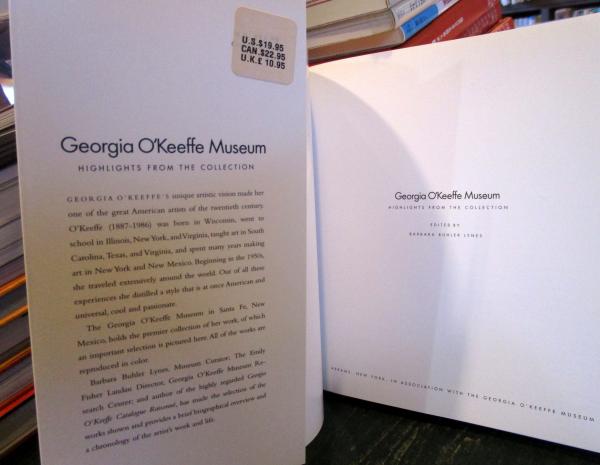 U.S.$19.95
CAN.$22.95
U.K.£ 10.95
Georgia O'Keeffe Museum
HIGHLIGHTS FROM THE COLLECTION
GEORGIA O'KEEFFE'S unique artistic vision made her
one of the great American artists of the twentieth century.
O'Keeffe (1887-1986) was born in Wisconsin, went to
school in Illinois, New York, and Virginia, taught art in South
Carolina, Texas, and Virginia, and spent many years making
art in New York and New Mexico. Beginning in the 1950s,
she traveled extensively around the world. Out of all these
experiences she distilled a style that is at once American and
universal, cool and passionate.
The Georgia O'Keeffe Museum in Santa Fe, New
Mexico, holds the premier collection of her work, of which
an important selection is pictured here. All of the works are
reproduced in color.
Barbara Buhler Lynes, Museum Curator; The Emily
Fisher Landau Director, Georgia O'Keeffe Museum Re-
search Center; and author of the highly regarded Georgia
O'Keeffe Catalogue Raisonné, has made the selection of the
works shown and provides a brief biographical overview and
a chronology of the artist's work and life.
Georgia O'Keeffe Museum
HIGHLIGHTS FROM THE COLLECTION
EDITED BY
BARBARA BUHLER LYNES
ABRAMS, NEW YORK, IN ASSOCIATION WITH THE GEORGIA O'KEEFFE MUSEUM